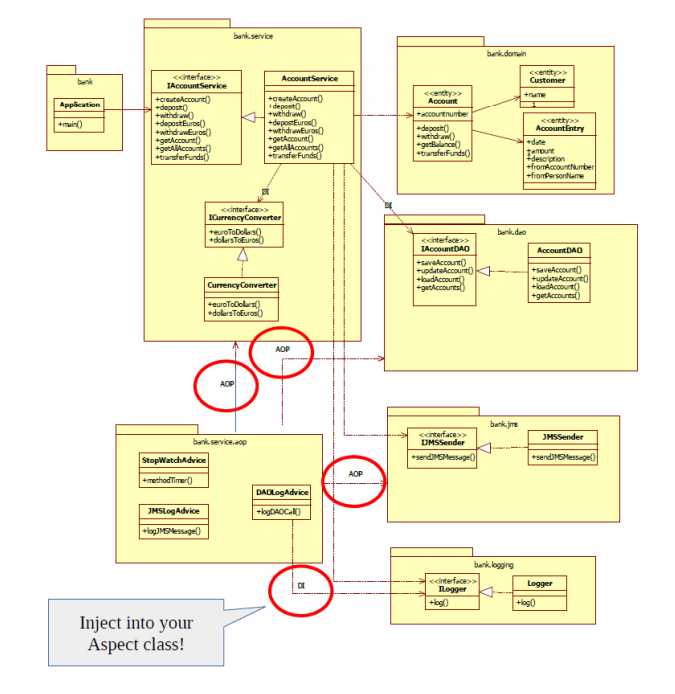 bank.service
<<interface>>
IAccountService
+createAccount()
+deposit()
+withdraw()
+depositEuros()
+withdrawEuros()
+getAccount()
+getAllAccounts()
+transferFunds()
AccountService
+createAccount()
+deposit()
+withdraw()
+depostEuros()
+withdrawEuros()
+getAccount()
+getAllAccounts()
+transferFunds()
bank
Application
+main()
bank.domain
<<entity>>
Customer
+name
1
<<entity>>
Account
+accountnumber
+deposit()
+withdraw()
+getBalance()
+transferFunds()
<<entity>>
AccountEntry
+date
+amount
+description
+fromAccountNumber
+fromPersonName
DI
DI
<<interface>>
ICurrencyConverter
+euroToDollars()
+dollarsToEuros()
CurrencyConverter
+euroToDollars()
+dollarsToEuros()
bank.dao
<<interface>>
IAccountDAO
+saveAccount()
+updateAccount()
+loadAccount()
+getAccounts()
AccountDAO
+saveAccount()
+updateAccount()
+loadAccount()
+getAccounts()
AOP
AOP
bank.service.aop
StopWatchAdvice
+methodTimer()
JMSLogAdvice
+logJMSMessage()
DAOLogAdvice
+logDAOCall()
AOP
bank.jms
<<interface>>
IJMSSender
+sendJMSMessage()
JMSSender
+sendJMSMessage()
bank.logging
<<interface>>
ILogger
+log()
Logger
+log()
DI
Inject into your
Aspect class!